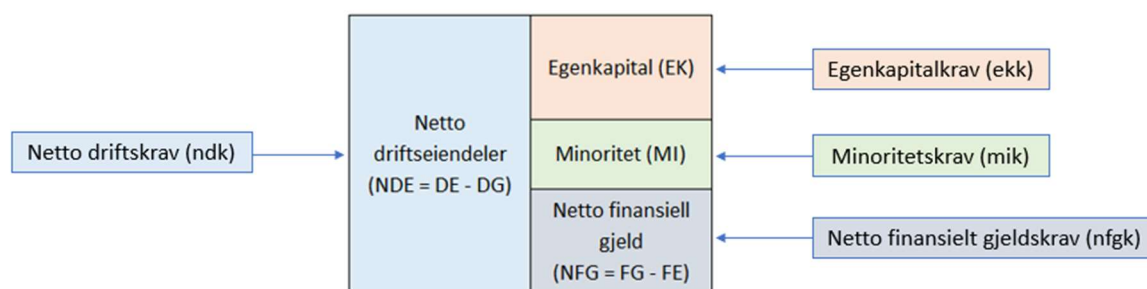 Netto driftskrav (ndk)
Netto
driftseiendeler
(NDE = DE - DG)
Egenkapital (EK)
Minoritet (MI)
Netto finansiell
gjeld
(NFG = FG - FE)
Egenkapitalkrav (ekk)
Minoritetskrav (mik)
Netto finansielt gjeldskrav (nfgk)